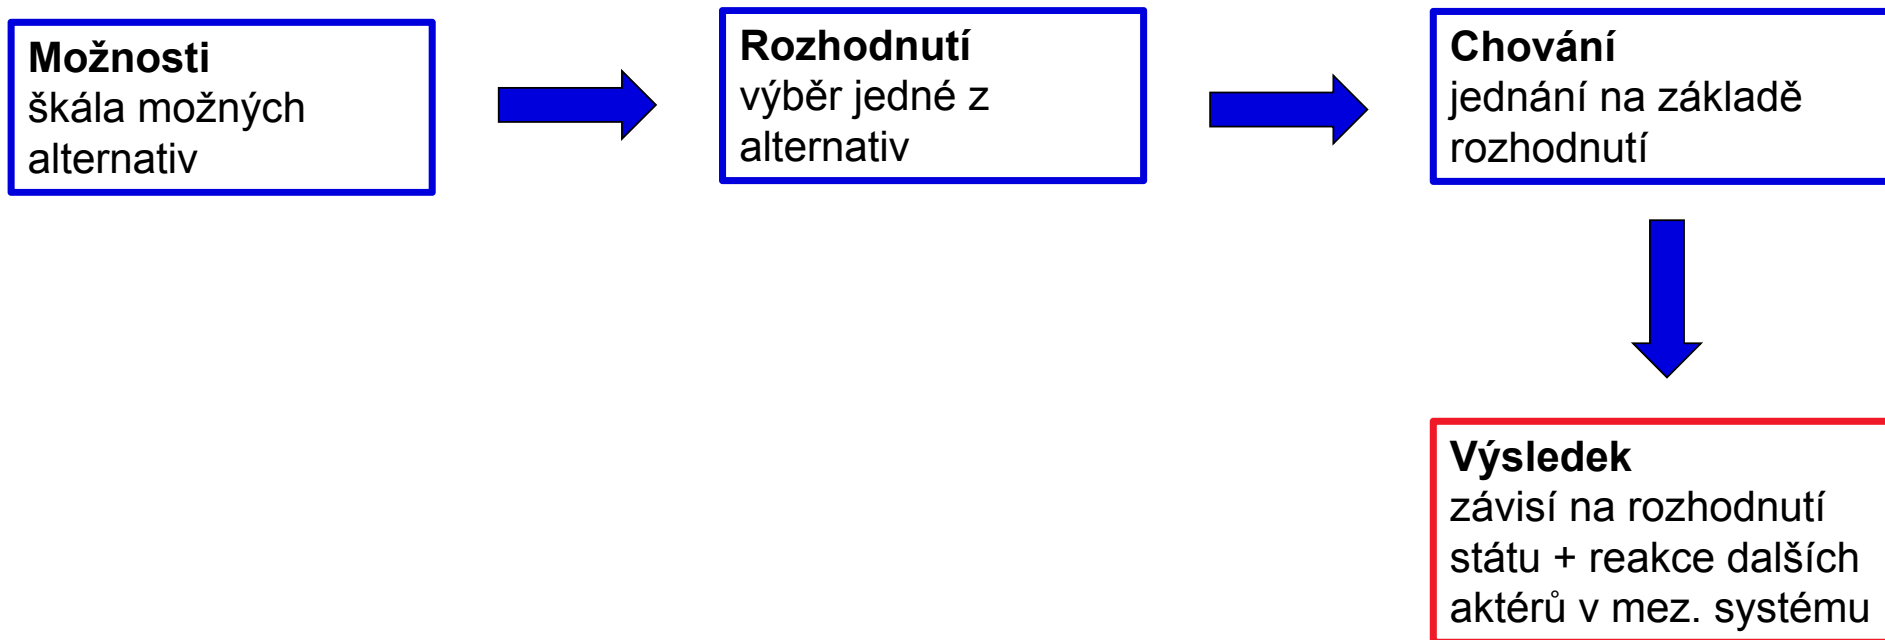 Možnosti
škála možných
alternativ
Rozhodnutí
výběr jedné z
alternativ
Chování
jednání na základě
rozhodnutí
Výsledek
závisí na rozhodnutí
státu + reakce dalších
aktérů v mez. systému